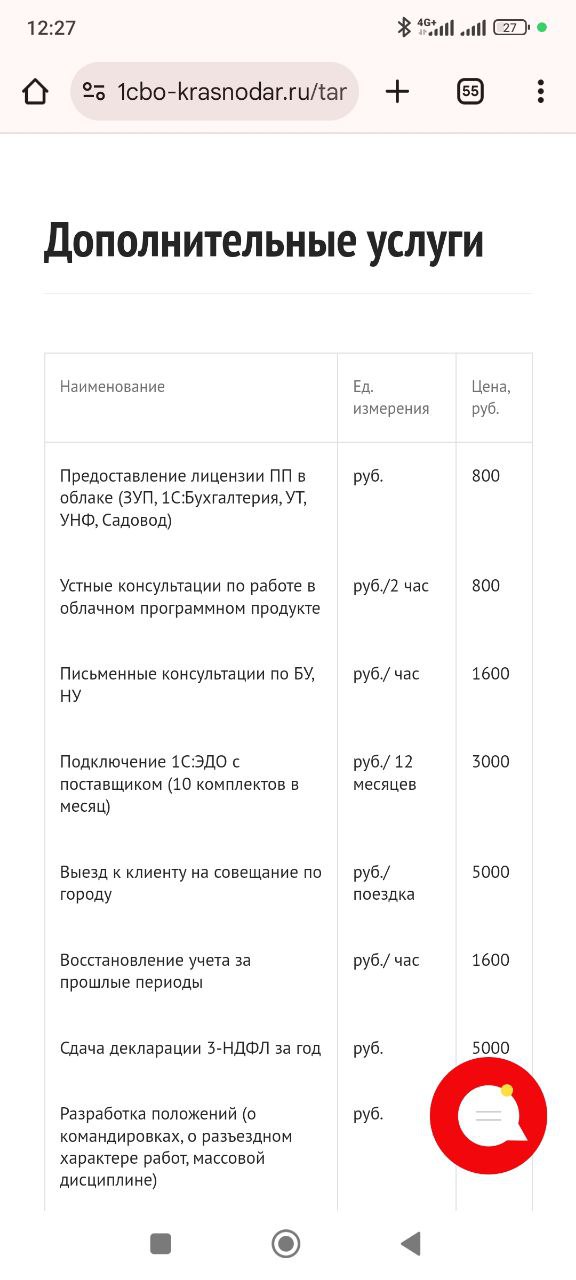 12:27
4G+
27
1cbo-krasnodar.ru/tar
55
Дополнительные услуги
Наименование
Ед.
измерения
Цена,
руб.
Предоставление лицензии ПП в
облаке (ЗУП, 1С:Бухгалтерия, УТ,
УНФ, Садовод)
руб.
800
Устные консультации по работе в
облачном программном продукте
руб./2 час
800
Письменные консультации по БУ,
НУ
руб./ час
1600
Подключение 1С:ЭДО с
поставщиком (10 комплектов в
месяц)
руб./ 12
месяцев
3000
Выезд к клиенту на совещание по
городу
руб./
поездка
5000
Восстановление учета за
прошлые периоды
руб./ час
1600
Сдача декларации 3-НДФЛ за год
руб.
5000
Разработка положений (о
командировках, о разъездном
характере работ, массовой
дисциплине)
руб.